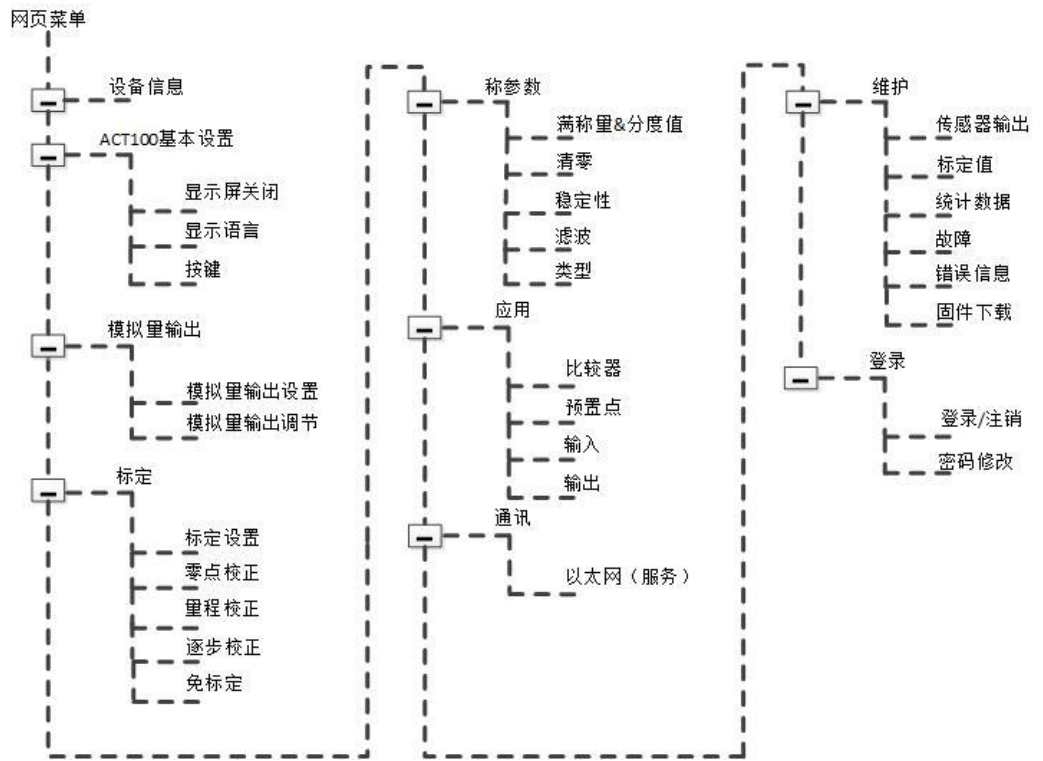 网页菜单
设备信息
ACT100基本设置
显示屏关闭
显示语言
按键
模拟量输出
模拟量输出设置
模拟量输出调节
标定
标定设置
零点校正
量程校正
逐步校正
免标定
称参数
满称量&分度值
清零
稳定性
滤波
类型
应用
比较器
预置点
输入
输出
通讯
以太网（服务）
维护
传感器输出
标定值
统计数据
故障
错误信息
固件下载
登录
登录/注销
密码修改